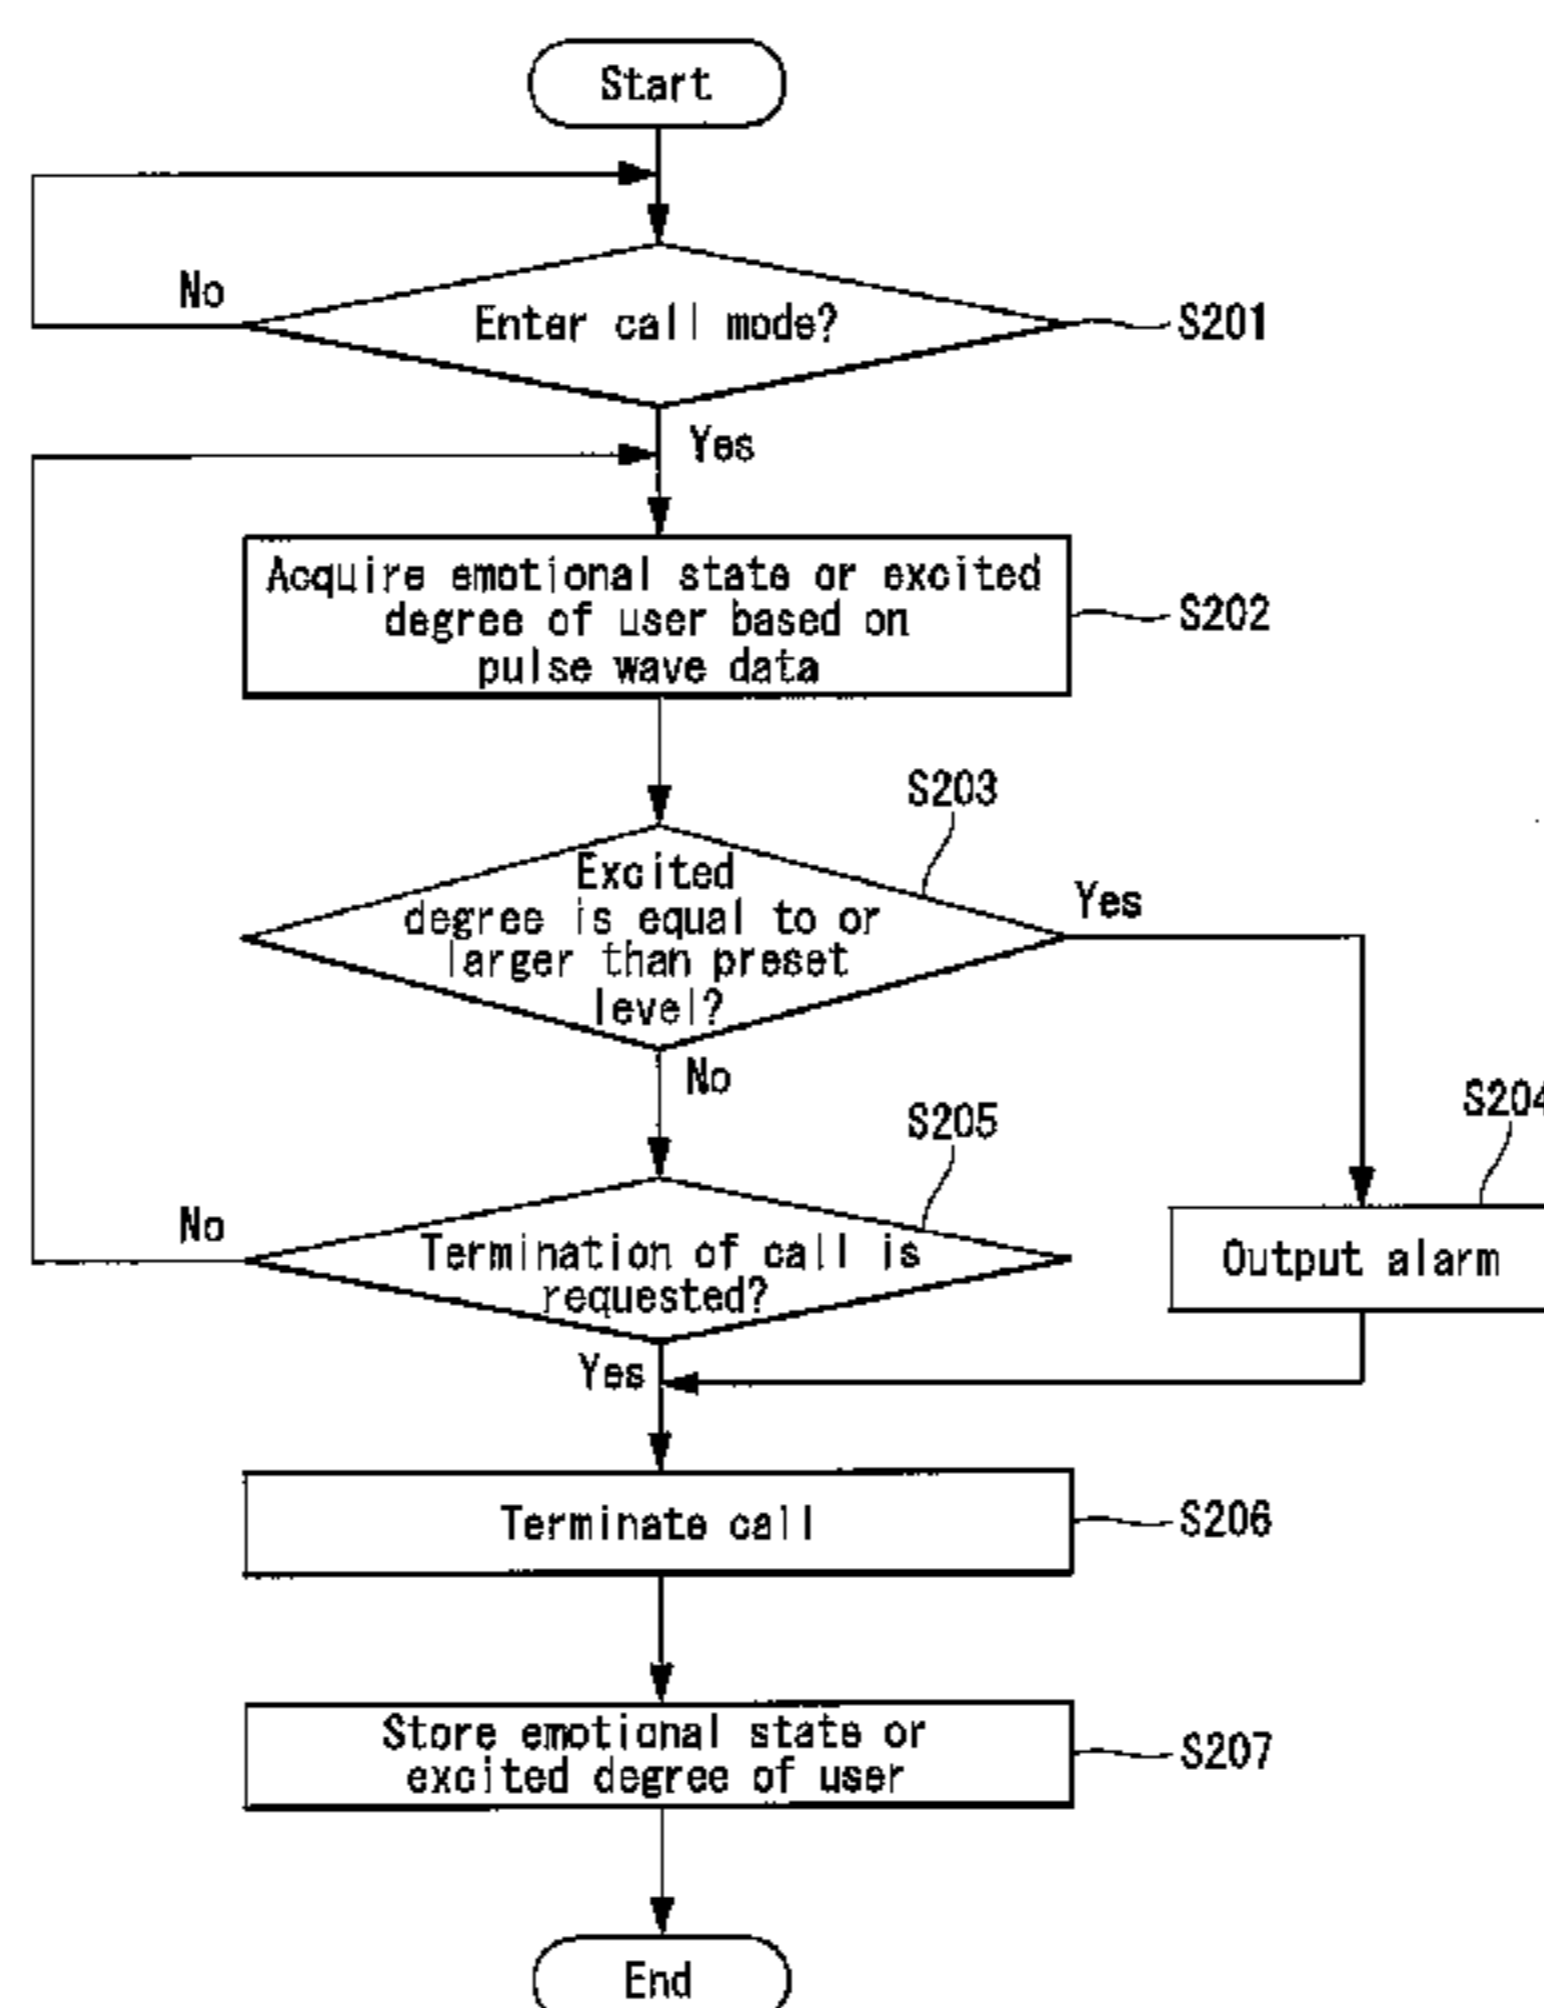 Start
No
Enter call mode?
S201
Yes
Acquire emotional state or excited
degree of user based on
pulse wave data
S202
S203
Excited
degree is equal to or
larger than preset
level?
Yes
No
S204
S205
No
Termination of call is
requested?
Output alarm
Yes
Terminate call
S206
Store emotional state or
excited degree of user
S207
End